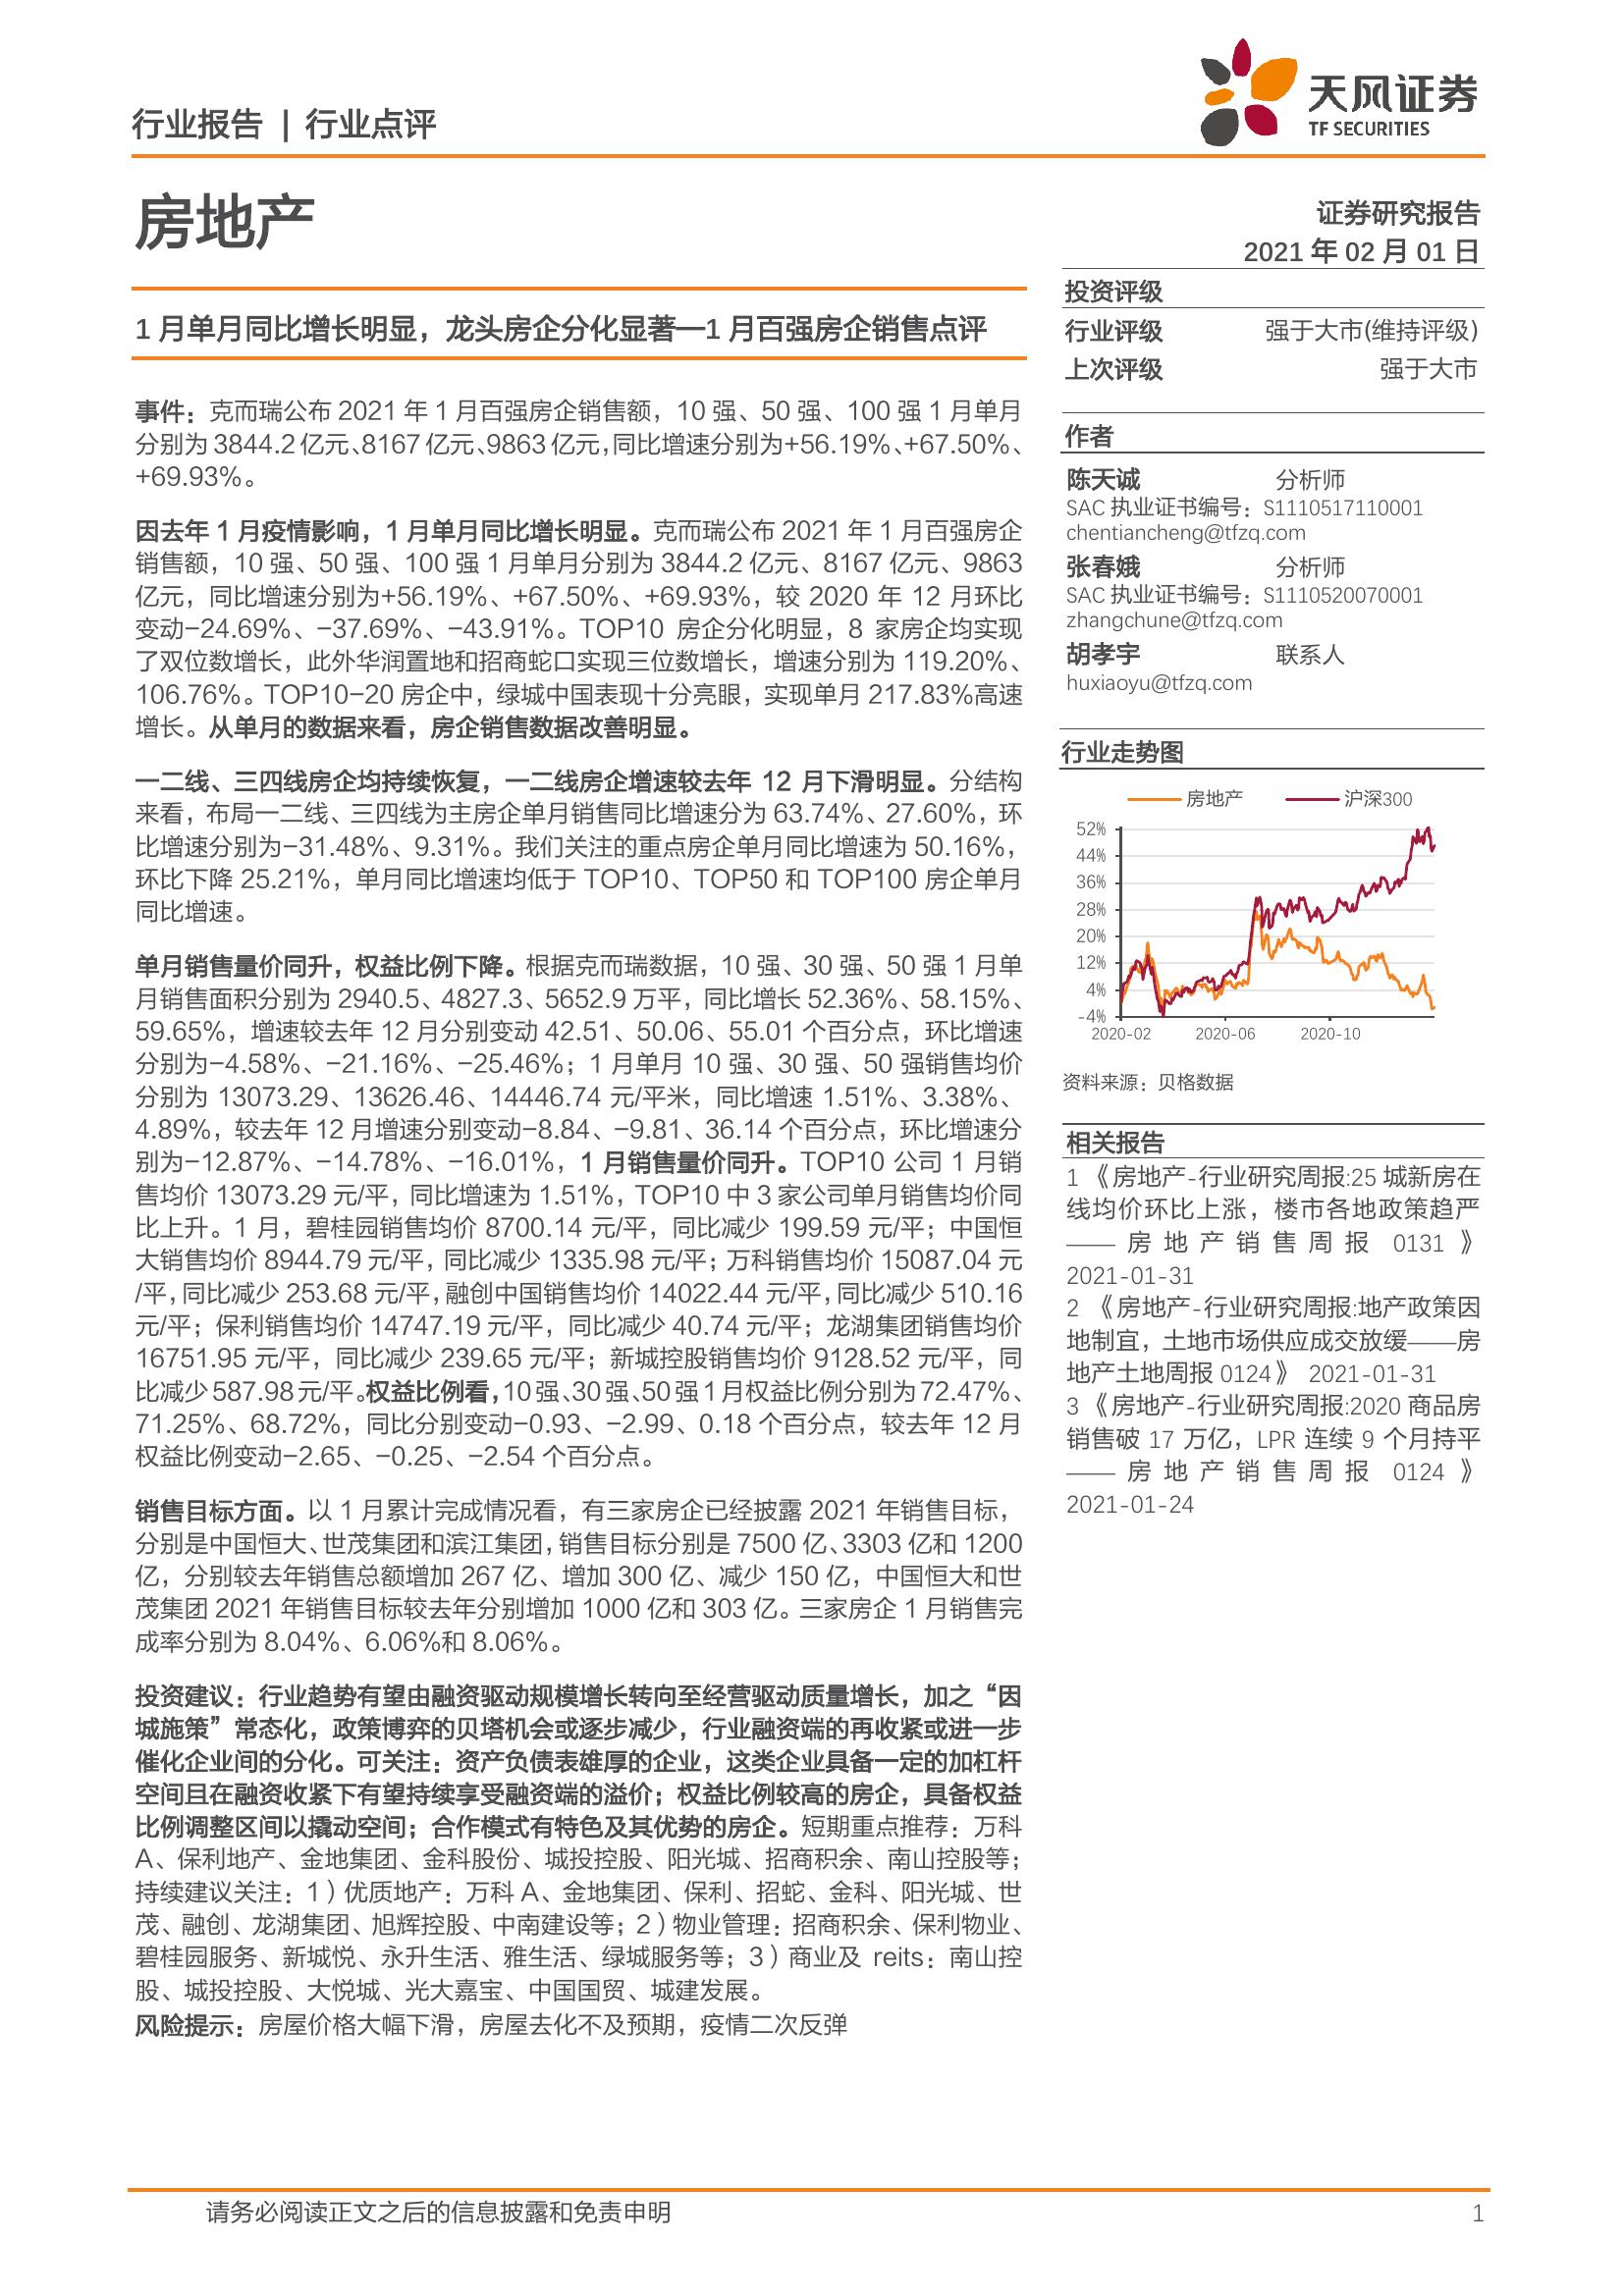 行业报告 | 行业点评
天风证券
TF SECURITIES
房地产
证券研究报告
2021 年 02 月 01 日
1 月单月同比增长明显，龙头房企分化显著—1 月百强房企销售点评
事件：克而瑞公布 2021 年 1 月百强房企销售额，10 强、50 强、100 强 1 月单月
分别为 3844.2 亿元、8167 亿元、9863 亿元，同比增速分别为+56.19%、+67.50%、
+69.93%。
因去年 1 月疫情影响，1 月单月同比增长明显。克而瑞公布 2021 年 1 月百强房企
销售额，10 强、50 强、100 强 1 月单月分别为 3844.2 亿元、8167 亿元、9863
亿元，同比增速分别为+56.19%、+67.50%、+69.93%，较 2020 年 12 月环比
变动-24.69%、-37.69%、-43.91%。TOP10 房企分化明显，8 家房企均实现
了双位数增长，此外华润置地和招商蛇口实现三位数增长，增速分别为 119.20%、
106.76%。TOP10-20 房企中，绿城中国表现十分亮眼，实现单月 217.83%高速
增长。从单月的数据来看，房企销售数据改善明显。
一二线、三四线房企均持续恢复，一二线房企增速较去年 12 月下滑明显。分结构
来看，布局一二线、三四线为主房企单月销售同比增速分为 63.74%、27.60%，环
比增速分别为-31.48%、9.31%。我们关注的重点房企单月同比增速为 50.16%，
环比下降 25.21%，单月同比增速均低于 TOP10、TOP50 和 TOP100 房企单月
同比增速。
单月销售量价同升，权益比例下降。根据克而瑞数据，10 强、30 强、50 强 1 月单
月销售面积分别为 2940.5、4827.3、5652.9 万平，同比增长 52.36%、58.15%、
59.65%，增速较去年 12 月分别变动 42.51、50.06、55.01 个百分点，环比增速
分别为-4.58%、-21.16%、-25.46%；1 月单月 10 强、30 强、50 强销售均价
分别为 13073.29、13626.46、14446.74 元/平米，同比增速 1.51%、3.38%、
4.89%，较去年 12 月增速分别变动-8.84、-9.81、36.14 个百分点，环比增速分
别为-12.87%、-14.78%、-16.01%，1 月销售量价同升。TOP10 公司 1 月销
售均价 13073.29 元/平，同比增速为 1.51%，TOP10 中 3 家公司单月销售均价同
比上升。1 月，碧桂园销售均价 8700.14 元/平，同比减少 199.59 元/平；中国恒
大销售均价 8944.79 元/平，同比减少 1335.98 元/平；万科销售均价 15087.04 元
/平，同比减少 253.68 元/平，融创中国销售均价 14022.44 元/平，同比减少 510.16
元/平；保利销售均价 14747.19 元/平，同比减少 40.74 元/平；龙湖集团销售均价
16751.95 元/平，同比减少 239.65 元/平；新城控股销售均价 9128.52 元/平，同
比减少 587.98 元/平。权益比例看，10 强、30 强、50 强 1 月权益比例分别为 72.47%、
71.25%、68.72%，同比分别变动-0.93、-2.99、0.18 个百分点，较去年 12 月
权益比例变动-2.65、-0.25、-2.54 个百分点。
销售目标方面。以 1 月累计完成情况看，有三家房企已经披露 2021 年销售目标，
分别是中国恒大、世茂集团和滨江集团，销售目标分别是 7500 亿、3303 亿和 1200
亿，分别较去年销售总额增加 267 亿、增加 300 亿、减少 150 亿，中国恒大和世
茂集团 2021 年销售目标较去年分别增加 1000 亿和 303 亿。三家房企 1 月销售完
成率分别为 8.04%、6.06%和 8.06%。
投资建议：行业趋势有望由融资驱动规模增长转向至经营驱动质量增长，加之“因
城施策”常态化，政策博弈的贝塔机会或逐步减少，行业融资端的再收紧或进一步
催化企业间的分化。可关注：资产负债表雄厚的企业，这类企业具备一定的加杠杆
空间且在融资收紧下有望持续享受融资端的溢价；权益比例较高的房企，具备权益
比例调整区间以撬动空间；合作模式有特色及其优势的房企。短期重点推荐：万科
A、保利地产、金地集团、金科股份、城投控股、阳光城、招商积余、南山控股等；
持续建议关注：1）优质地产：万科 A、金地集团、保利、招蛇、金科、阳光城、世
茂、融创、龙湖集团、旭辉控股、中南建设等；2）物业管理：招商积余、保利物业、
碧桂园服务、新城悦、永升生活、雅生活、绿城服务等；3）商业及 reits：南山控
股、城投控股、大悦城、光大嘉宝、中国国贸、城建发展。
风险提示：房屋价格大幅下滑，房屋去化不及预期，疫情二次反弹
投资评级
行业评级 强于大市(维持评级)
上次评级 强于大市
作者
陈天诚 分析师
SAC 执业证书编号：S1110517110001
chentiancheng@tfzq.com
张春娥 分析师
SAC 执业证书编号：S1110520070001
zhangchune@tfzq.com
胡孝宇 联系人
huxiaoyu@tfzq.com
行业走势图
房地产 沪深300
52%
44%
36%
28%
20%
12%
4%
-4%
2020-02 2020-06 2020-10
资料来源：贝格数据
相关报告
1 《房地产-行业研究周报:25 城新房在
线均价环比上涨，楼市各地政策趋严
——房地产销售周报 0131》
2021-01-31
2 《房地产-行业研究周报:地产政策因
地制宜，土地市场供应成交放缓——房
地产土地周报 0124》 2021-01-31
3 《房地产-行业研究周报:2020 商品房
销售破 17 万亿，LPR 连续 9 个月持平
——房地产销售周报 0124》
2021-01-24
请务必阅读正文之后的信息披露和免责申明 1